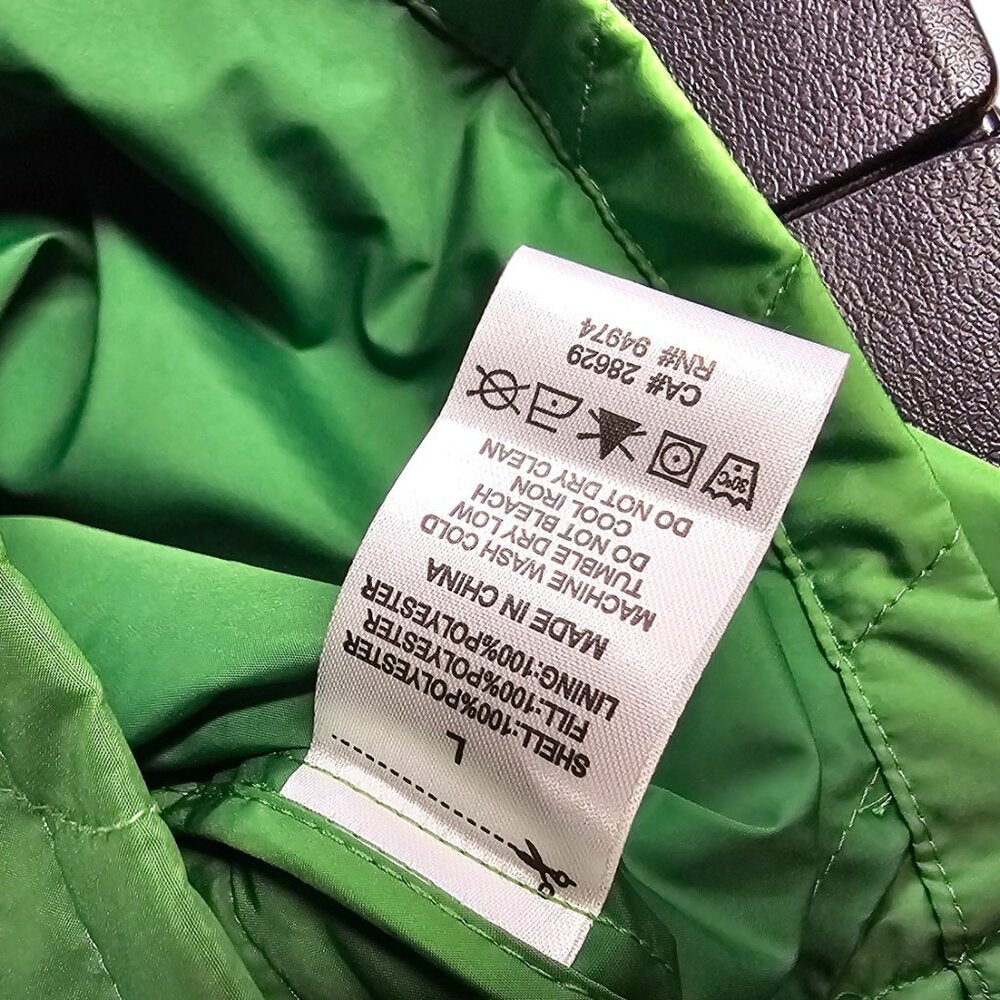 L
SHELL:100%POLYESTER
FILL:100%POLYESTER
LINING:100%POLYESTER
MADE IN CHINA
MACHINE WASH COLD
TUMBLE DRY LOW
DO NOT BLEACH
COOL IRON
DO NOT DRY CLEAN
30°C
CA# 28629
RN# 94974